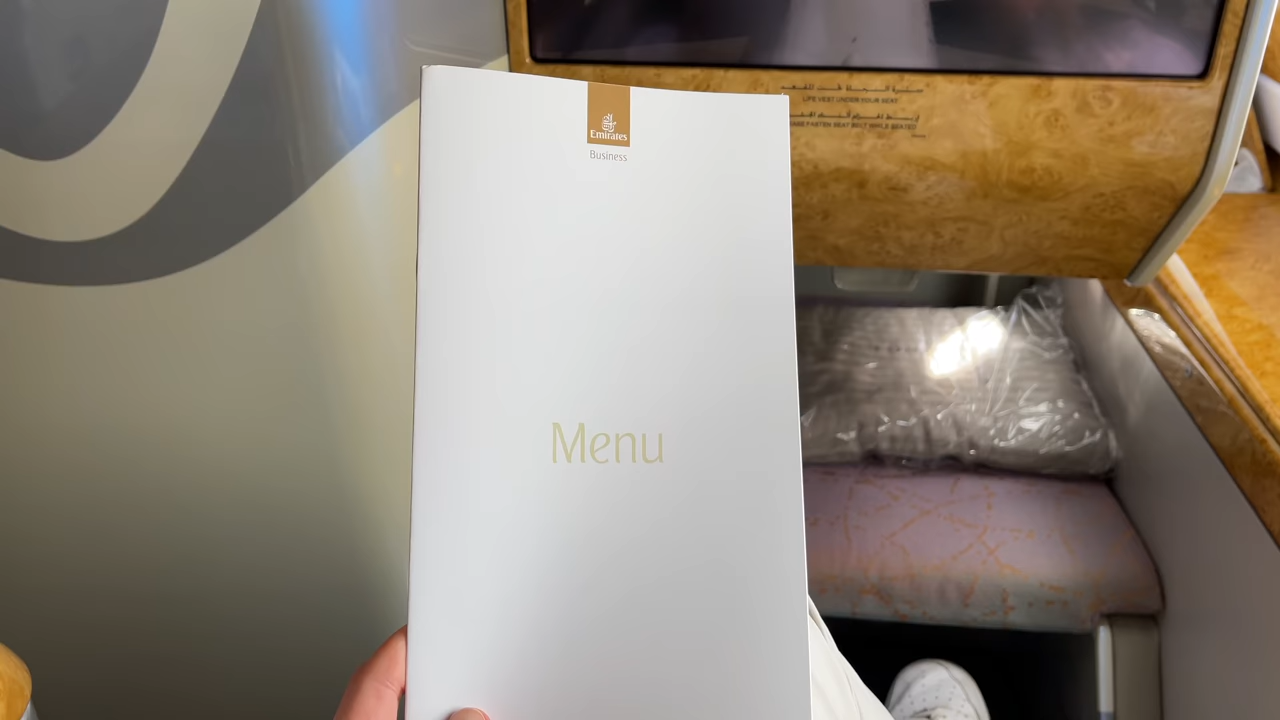 Emirates
Business
Menu
LIFE VEST UNDER YOUR SEAT
FASTEN SEAT BELT WHILE SEATED